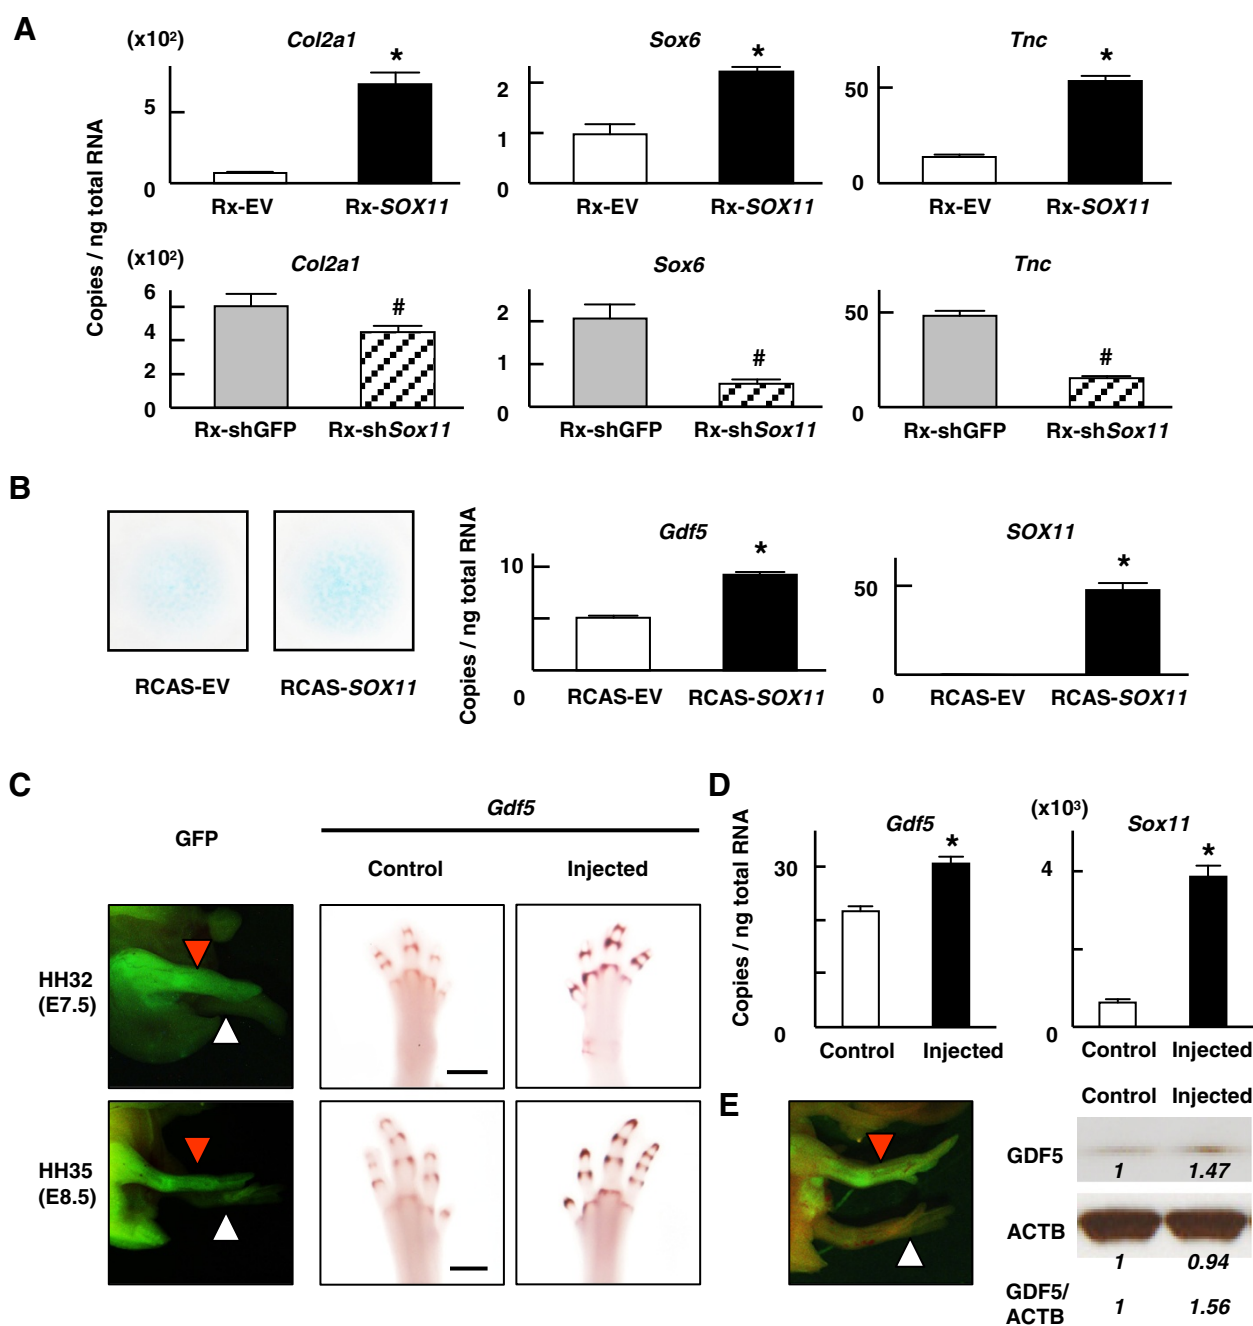 A
(x10²) Col2a1 Sox6 Tnc
* * *
5 2 1 0 50 0
0
Rx-EV Rx-SOX11 Rx-EV Rx-SOX11 Rx-EV Rx-SOX11
Copies / ng total RNA
(x10²) Col2a1 Sox6 Tnc
# # #
6 4 2 0 2 1 0 50 0
Rx-shGFP Rx-shSox11 Rx-shGFP Rx-shSox11 Rx-shGFP Rx-shSox11
B
RCAS-EV RCAS-SOX11
Copies / ng total RNA
Gdf5 SOX11
* *
10 0 50 0
RCAS-EV RCAS-SOX11 RCAS-EV RCAS-SOX11
C
GFP
Gdf5
Control Injected
HH32
(E7.5)
HH35
(E8.5)
D
Copies / ng total RNA
Gdf5
*
30
0
Control Injected
(x10³)
Sox11
*
4
0
Control Injected
E
Control Injected
GDF5
1 1.47
ACTB
1 0.94
GDF5/
ACTB
1 1.56